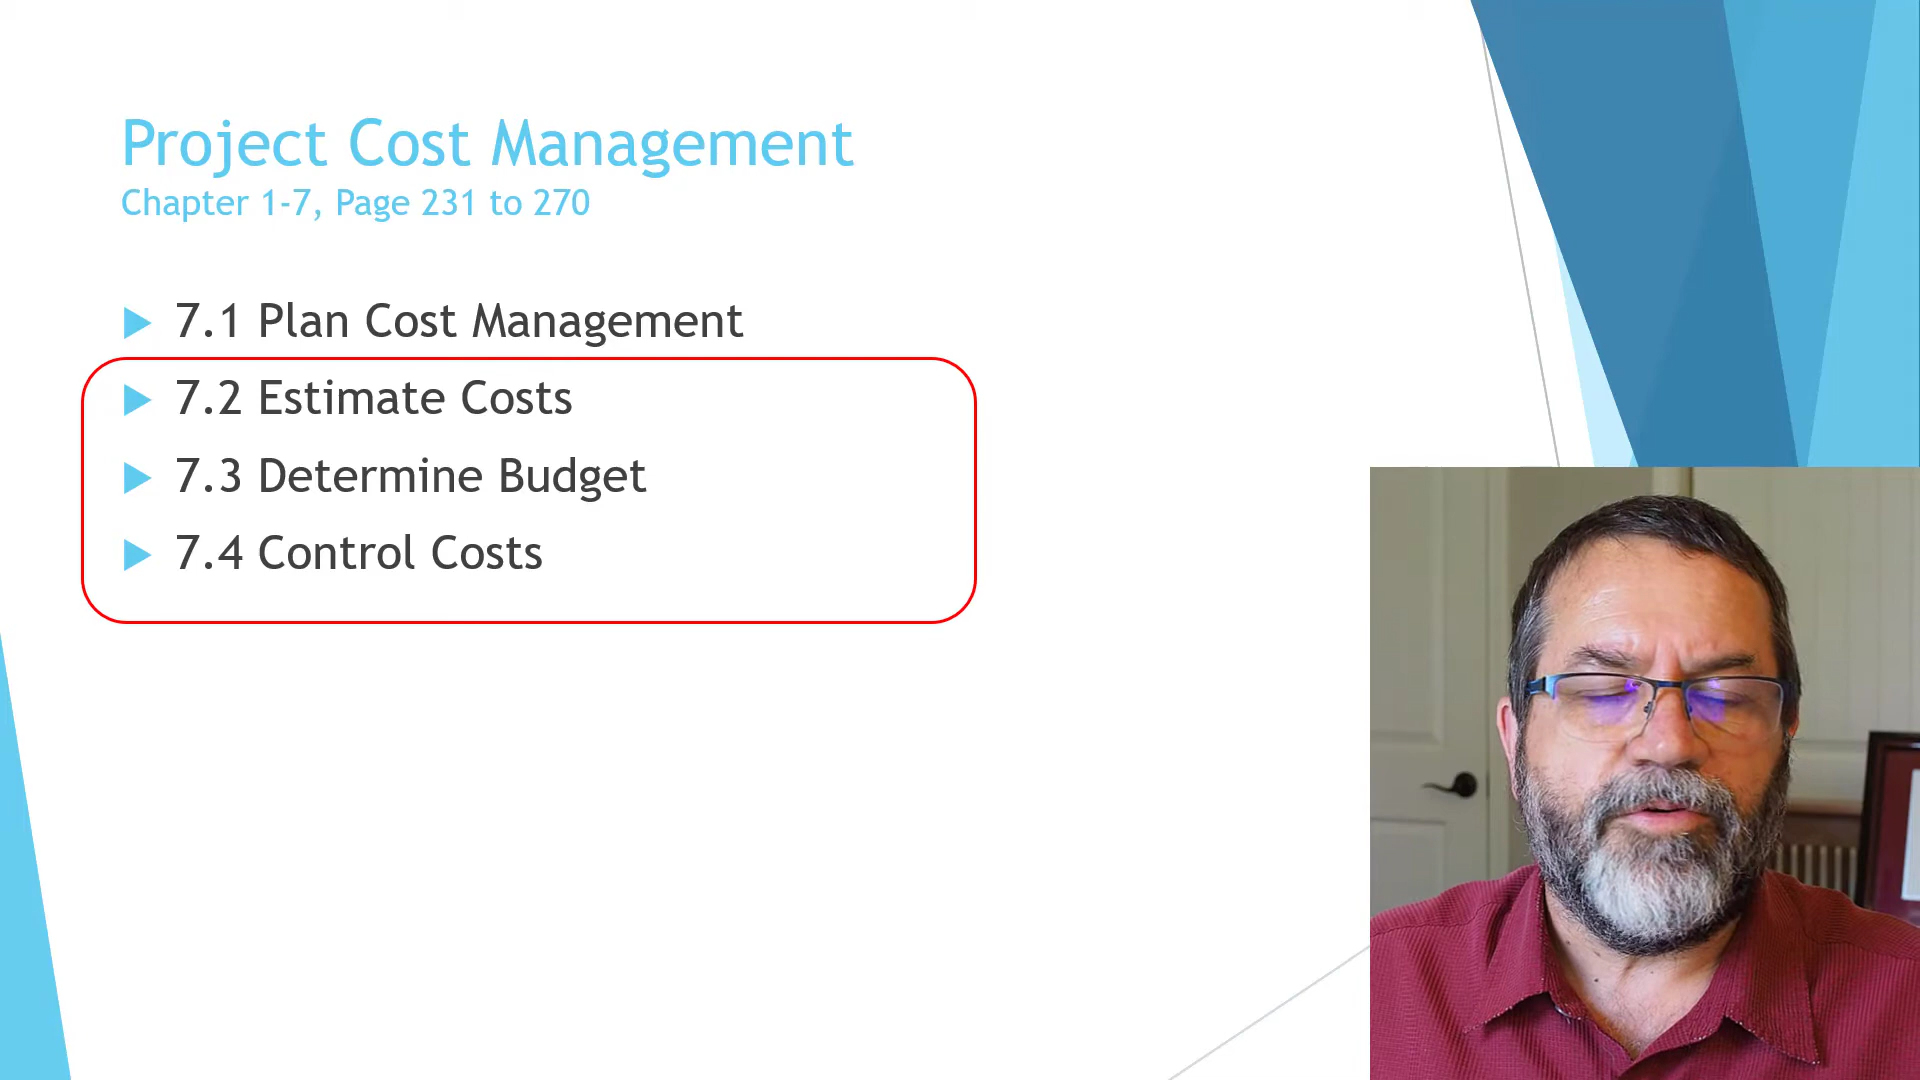 Project Cost Management
Chapter 1-7, Page 231 to 270
7.1 Plan Cost Management
7.2 Estimate Costs
7.3 Determine Budget
7.4 Control Costs